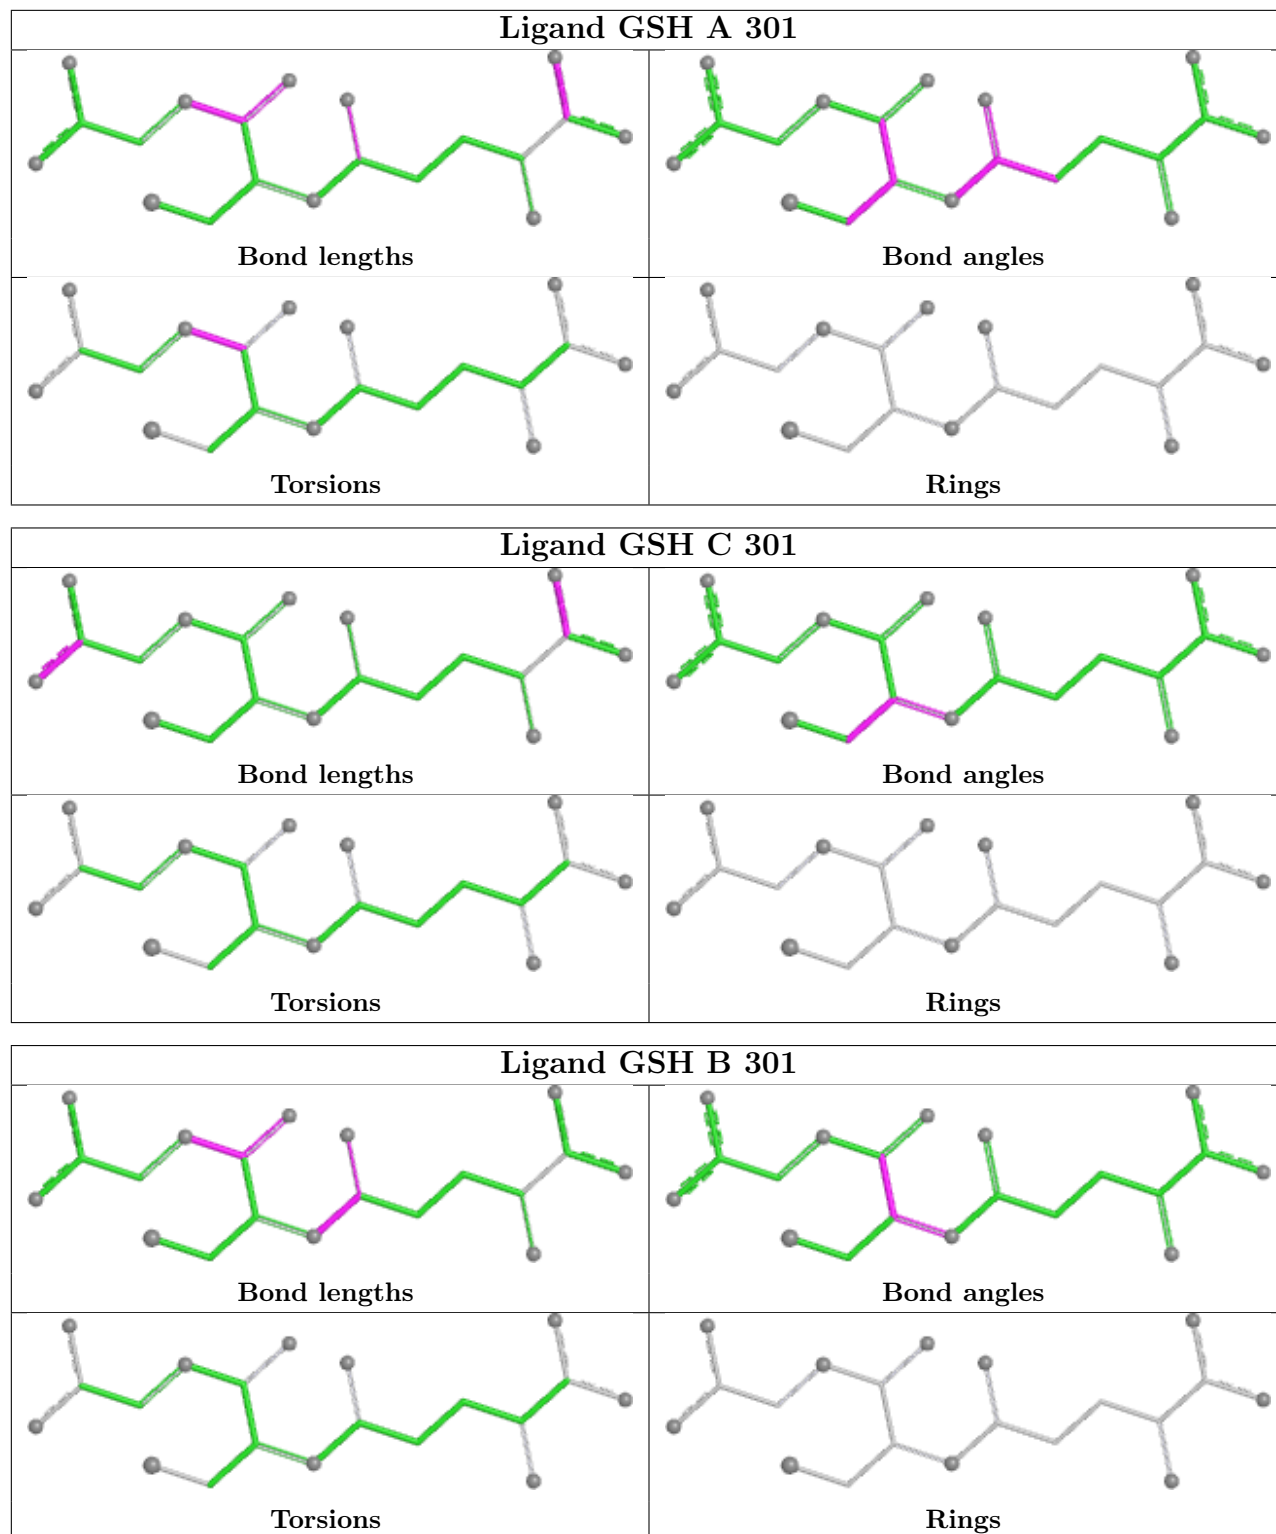 Ligand GSH A 301
Bond lengths
Bond angles
Torsions
Rings
Ligand GSH C 301
Bond lengths
Bond angles
Torsions
Rings
Ligand GSH B 301
Bond lengths
Bond angles
Torsions
Rings